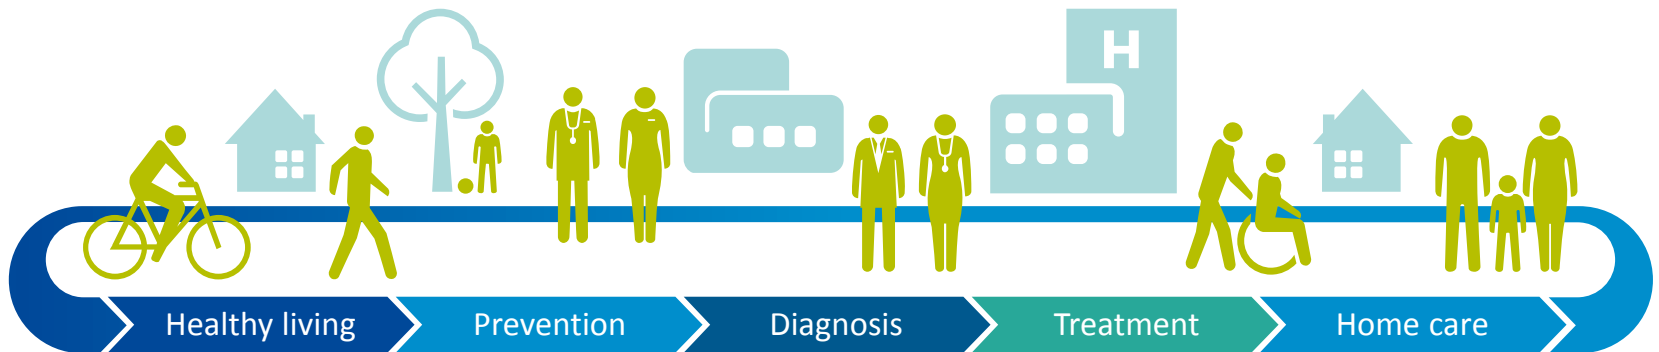 H
Healthy living
Prevention
Diagnosis
Treatment
Home care